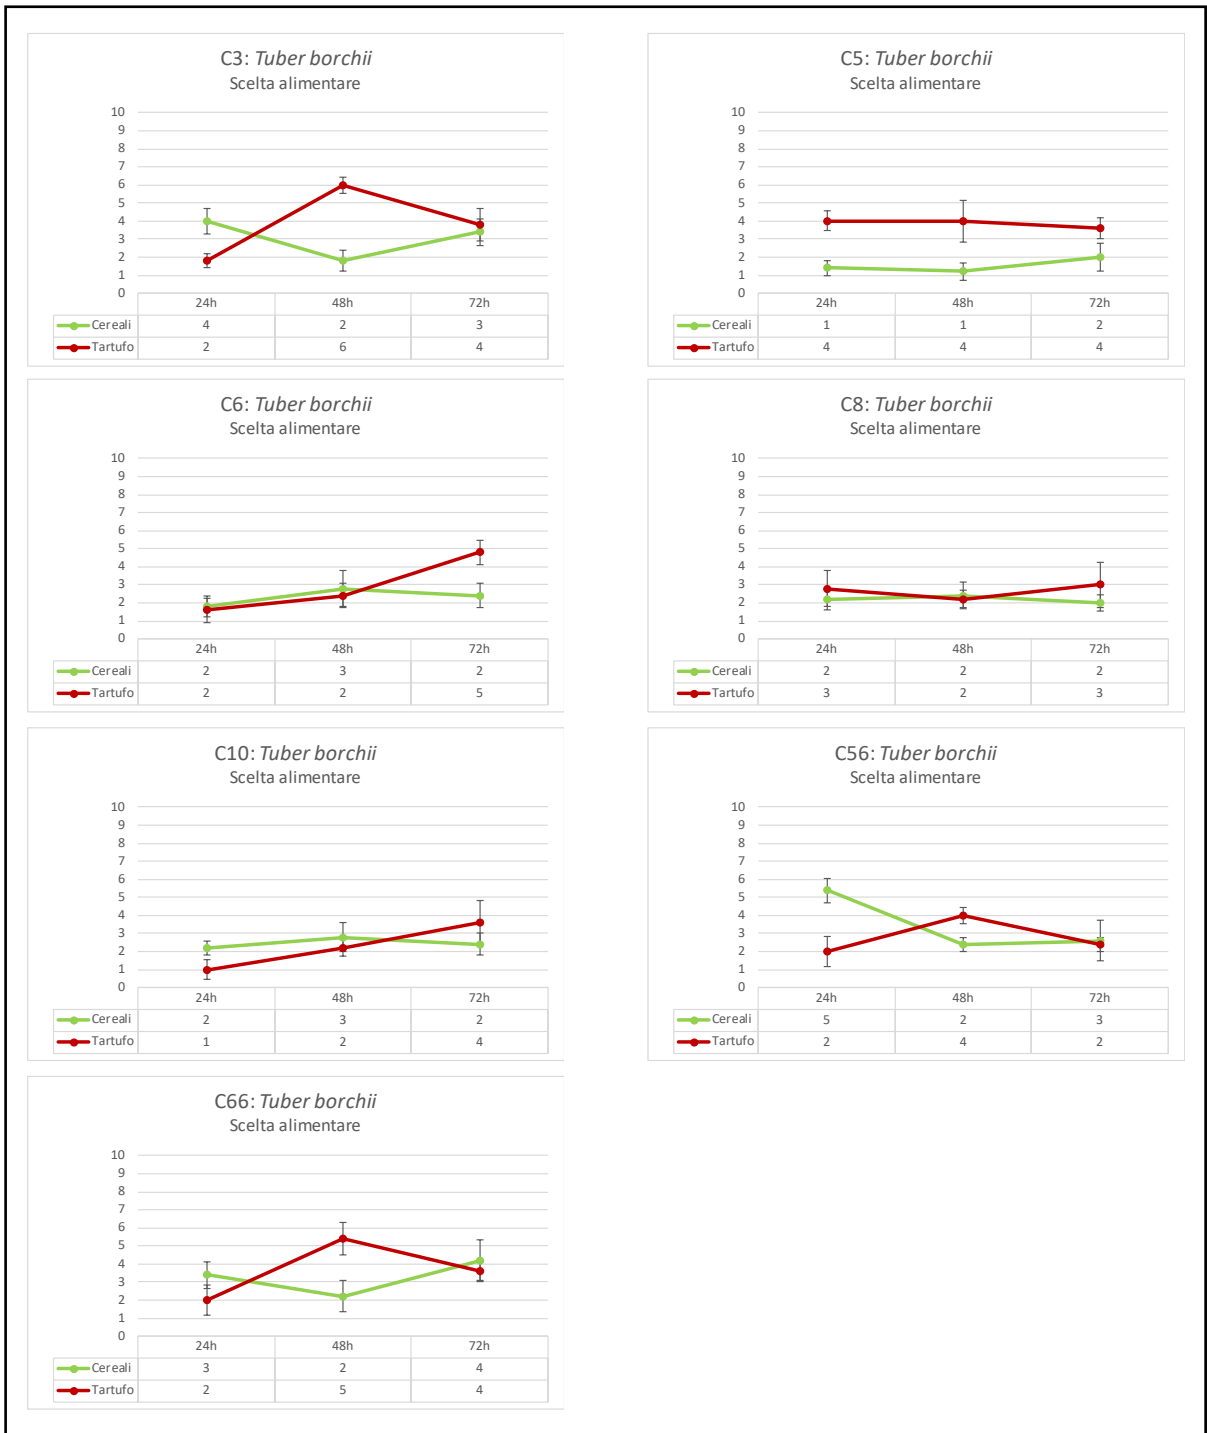 C3: Tuber borchii
Scelta alimentare
10
9
8
7
6
5
4
3
2
1
0
24h 48h 72h
Cereali 4 2 3
Tartufo 2 6 4
C5: Tuber borchii
Scelta alimentare
10
9
8
7
6
5
4
3
2
1
0
24h 48h 72h
Cereali 1 1 2
Tartufo 4 4 4
C6: Tuber borchii
Scelta alimentare
10
9
8
7
6
5
4
3
2
1
0
24h 48h 72h
Cereali 2 3 2
Tartufo 2 2 5
C8: Tuber borchii
Scelta alimentare
10
9
8
7
6
5
4
3
2
1
0
24h 48h 72h
Cereali 2 2 2
Tartufo 3 2 3
C10: Tuber borchii
Scelta alimentare
10
9
8
7
6
5
4
3
2
1
0
24h 48h 72h
Cereali 2 3 2
Tartufo 1 2 4
C56: Tuber borchii
Scelta alimentare
10
9
8
7
6
5
4
3
2
1
0
24h 48h 72h
Cereali 5 2 3
Tartufo 2 4 2
C66: Tuber borchii
Scelta alimentare
10
9
8
7
6
5
4
3
2
1
0
24h 48h 72h
Cereali 3 2 4
Tartufo 2 5 4